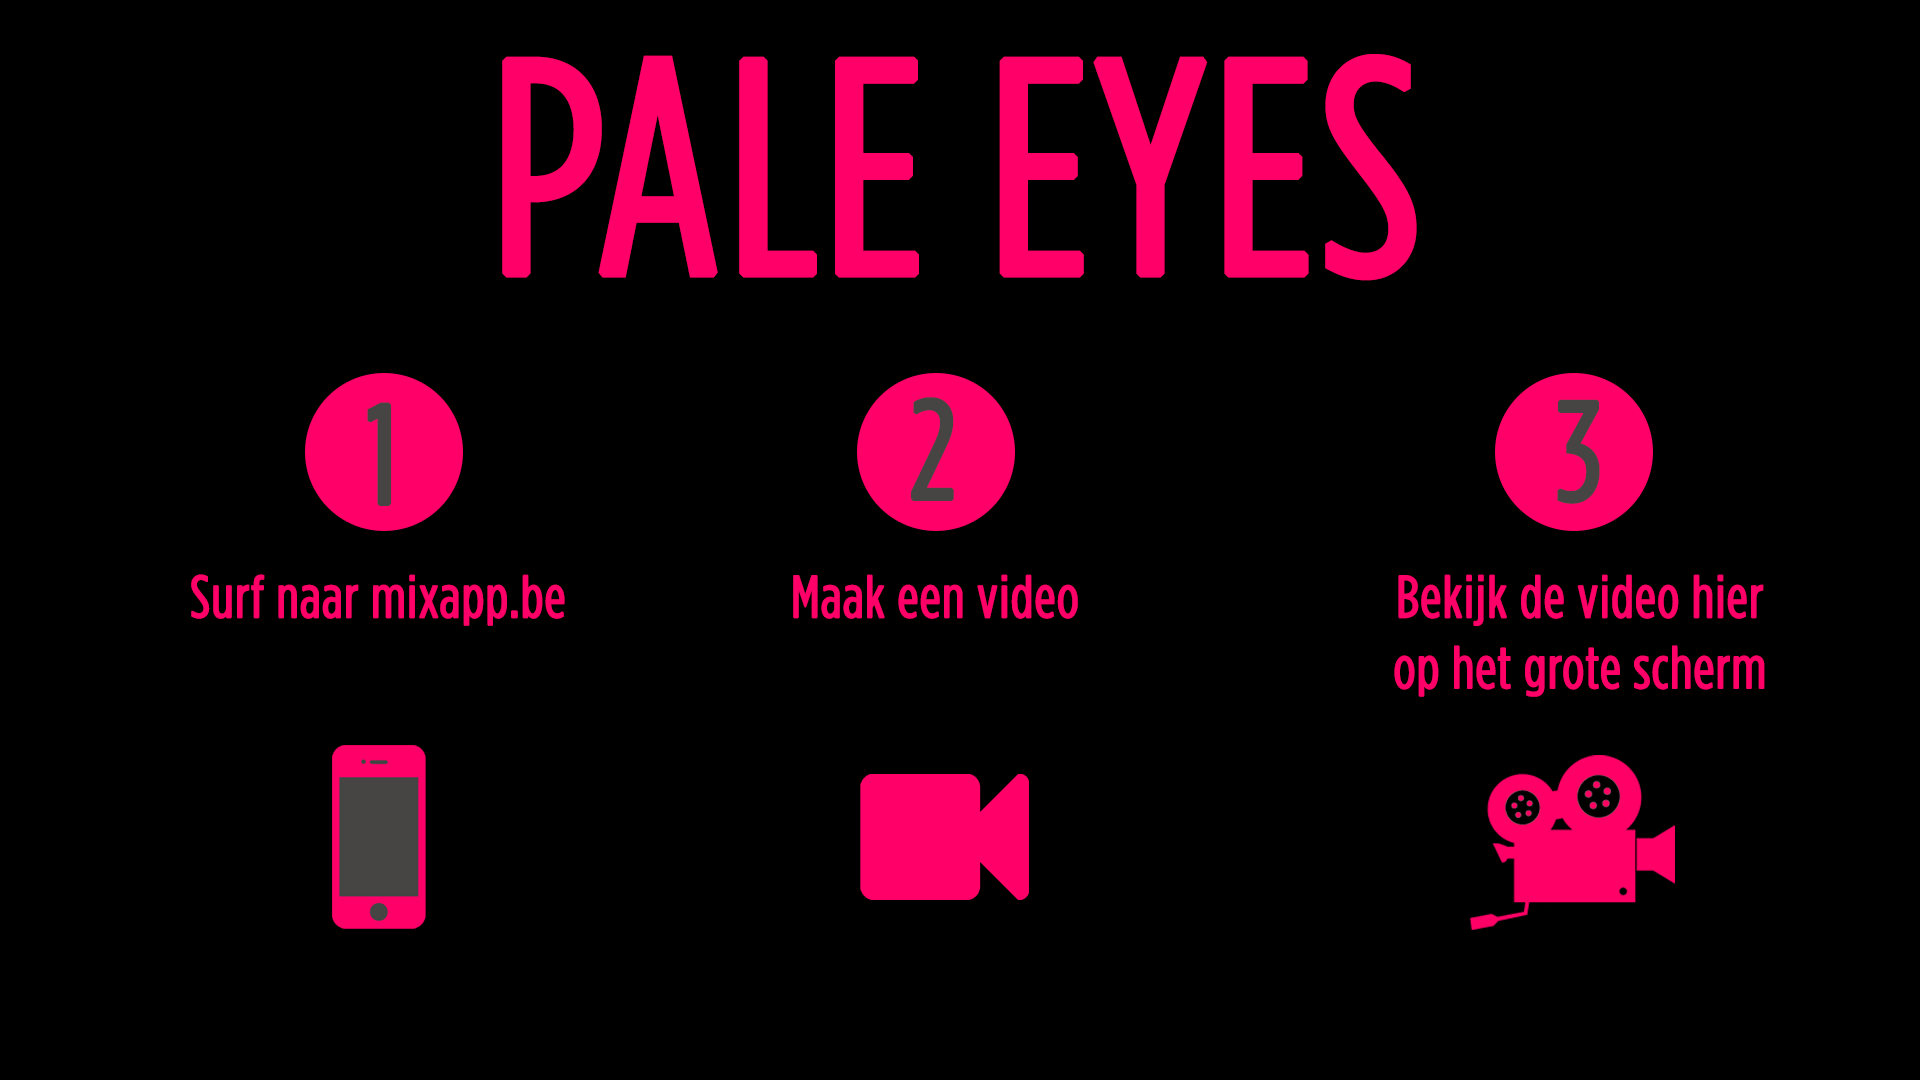 PALE EYES
1
2
3
Surf naar mixapp.be
Maak een video
Bekijk de video hier
op het grote scherm